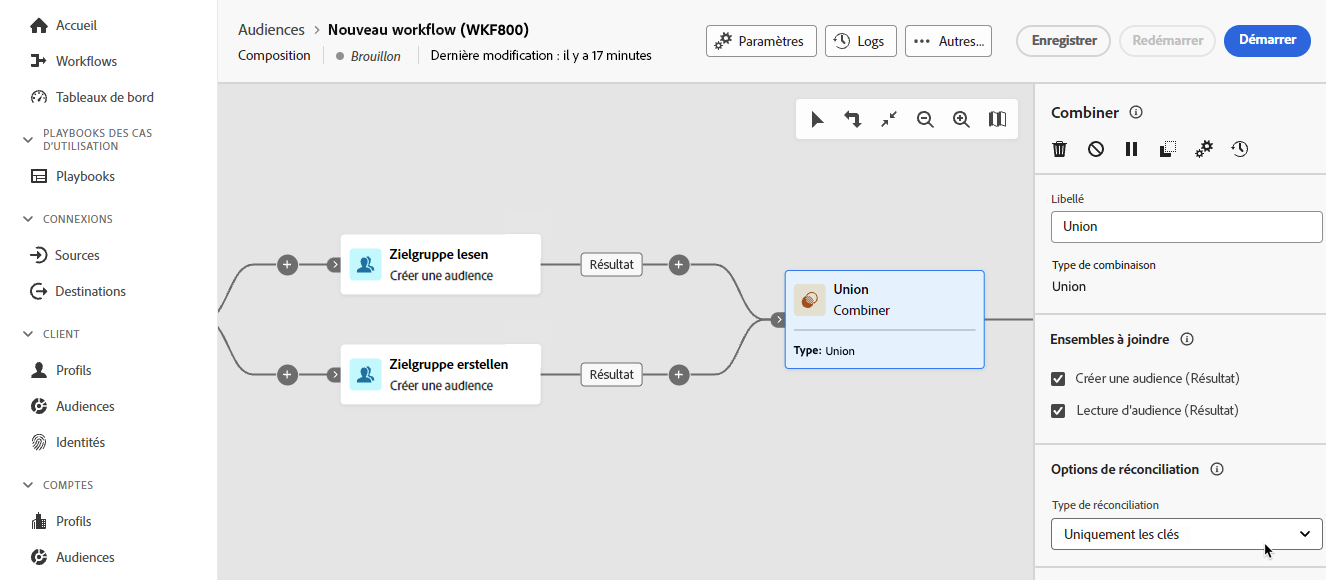 Accueil
Workflows
Tableaux de bord
PLAYBOOKS DES CAS
D'UTILISATION
Playbooks
CONNEXIONS
Sources
Destinations
CLIENT
Profils
Audiences
Identités
COMPTES
Profils
Audiences
Audiences > Nouveau workflow (WKF800)
Composition Brouillon Dernière modification : il y a 17 minutes
Paramètres
Logs
Autres...
Enregistrer
Redémarrer
Démarrer
Zielgruppe lesen
Créer une audience
Résultat
Zielgruppe erstellen
Créer une audience
Résultat
Union
Combiner
Type: Union
Combiner
Libellé
Union
Type de combinaison
Union
Ensembles à joindre
Créer une audience (Résultat)
Lecture d'audience (Résultat)
Options de réconciliation
Type de réconciliation
Uniquement les clés